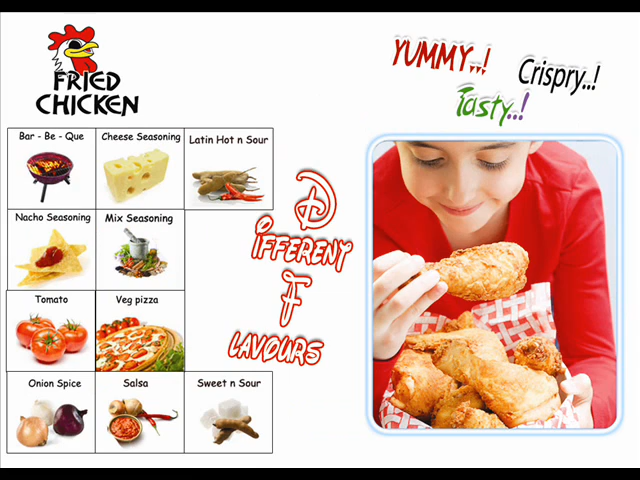 FRIED
CHICKEN
YUMMY..!
Crispry..!
Tasty..!
Bar - Be - Que
Cheese Seasoning
Latin Hot n Sour
Nacho Seasoning
Mix Seasoning
Tomato
Veg pizza
Onion Spice
Salsa
Sweet n Sour
DIFFERENT
FLAVOURS